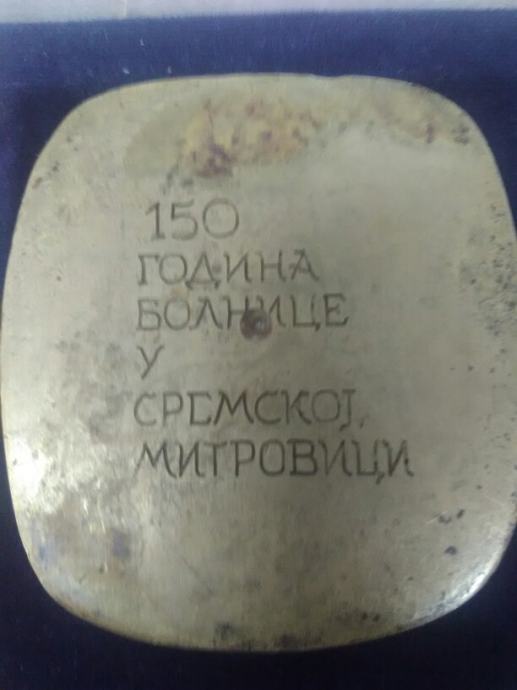 150
ГОДИНА
БОЛНИЦЕ
У
СРЕМСКОЈ
МИТРОВИЦИ